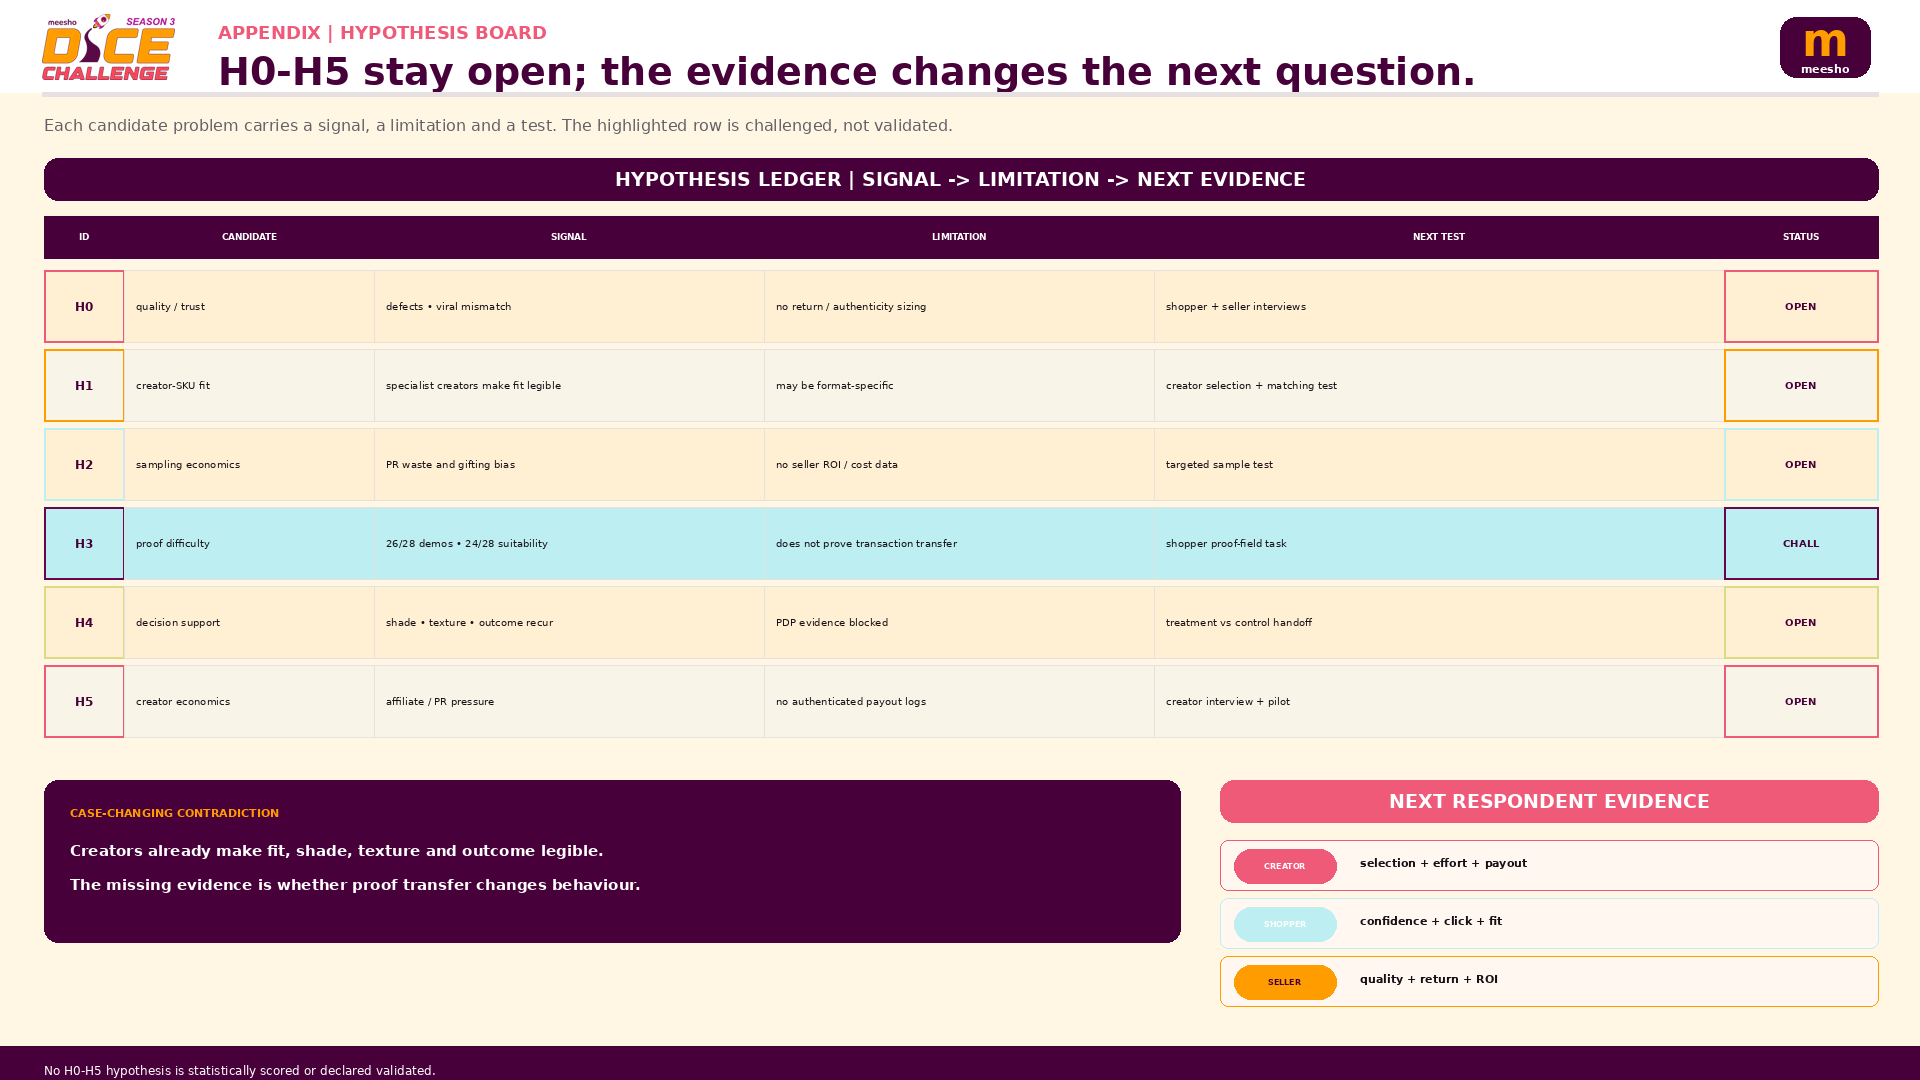 meesho SEASON 3
DICE
CHALLENGE
APPENDIX | HYPOTHESIS BOARD
H0-H5 stay open; the evidence changes the next question.
m
meesho
Each candidate problem carries a signal, a limitation and a test. The highlighted row is challenged, not validated.
HYPOTHESIS LEDGER | SIGNAL -> LIMITATION -> NEXT EVIDENCE
ID CANDIDATE SIGNAL LIMITATION NEXT TEST STATUS
H0 quality / trust defects • viral mismatch no return / authenticity sizing shopper + seller interviews OPEN
H1 creator-SKU fit specialist creators make fit legible may be format-specific creator selection + matching test OPEN
H2 sampling economics PR waste and gifting bias no seller ROI / cost data targeted sample test OPEN
H3 proof difficulty 26/28 demos • 24/28 suitability does not prove transaction transfer shopper proof-field task CHALL
H4 decision support shade • texture • outcome recur PDP evidence blocked treatment vs control handoff OPEN
H5 creator economics affiliate / PR pressure no authenticated payout logs creator interview + pilot OPEN
CASE-CHANGING CONTRADICTION
Creators already make fit, shade, texture and outcome legible.
The missing evidence is whether proof transfer changes behaviour.
NEXT RESPONDENT EVIDENCE
CREATOR selection + effort + payout
SHOPPER confidence + click + fit
SELLER quality + return + ROI
No H0-H5 hypothesis is statistically scored or declared validated.